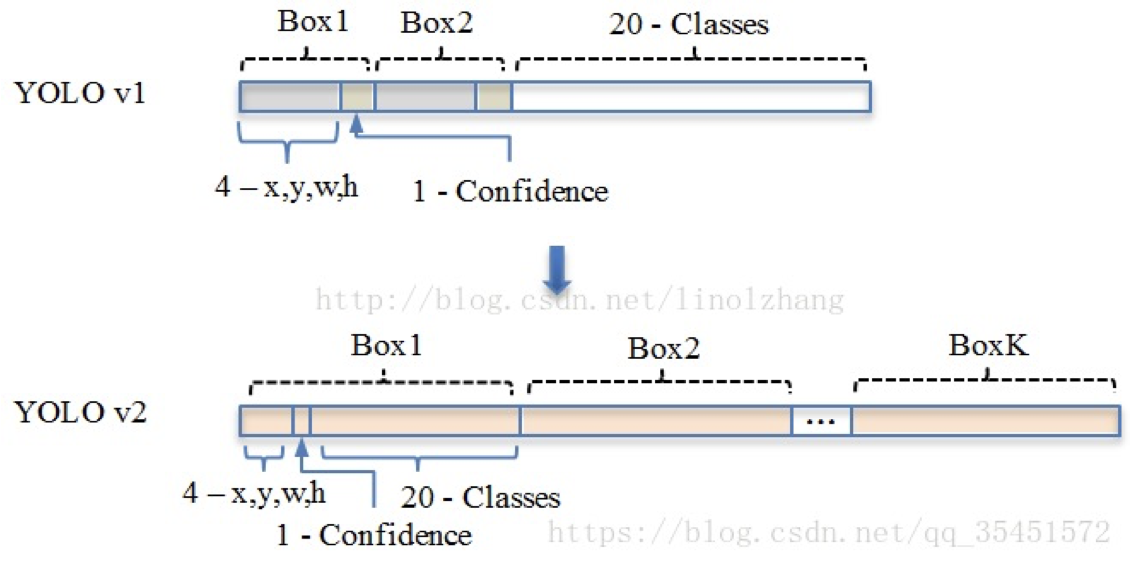 Box1 Box2 20 - Classes
YOLO v1
4 – x,y,w,h 1 - Confidence
http://blog.csdn.net/linolzhang
Box1 Box2 BoxK
YOLO v2 ...
4 – x,y,w,h 20 - Classes
1 - Confidence
https://blog.csdn.net/qq_35451572